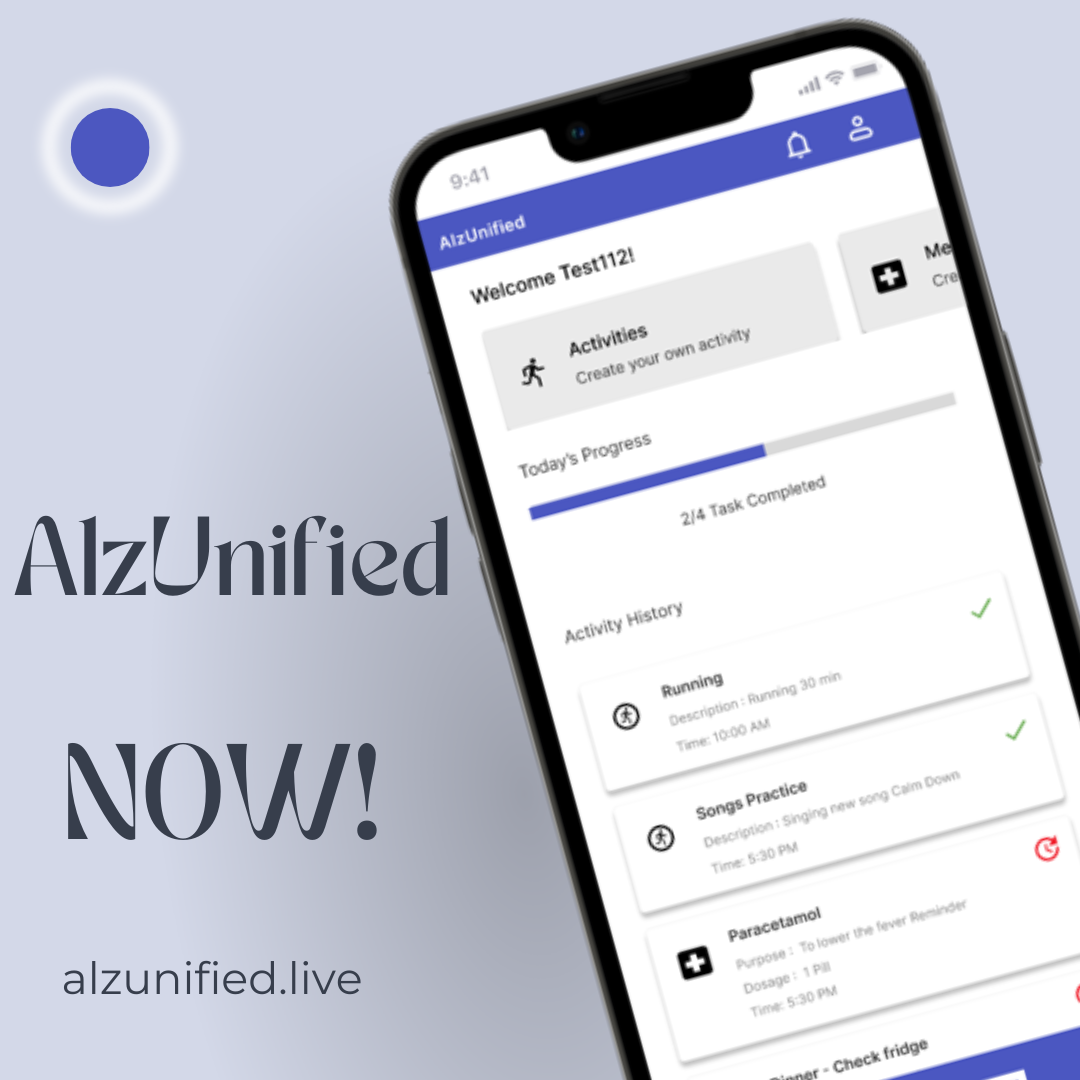 9:41
AlzUnified
Welcome Test112!
Activities
Create your own activity
Today's Progress
2/4 Task Completed
Activity History
Running
Description : Running 30 min
Time: 10:00 AM
Songs Practice
Description : Singing new song Calm Down
Time: 5:30 PM
Paracetamol
Purpose : To lower the fever Reminder
Dosage : 1 Pill
Time: 5:30 PM
Dinner - Check fridge
AlzUnified
NOW!
alzunified.live